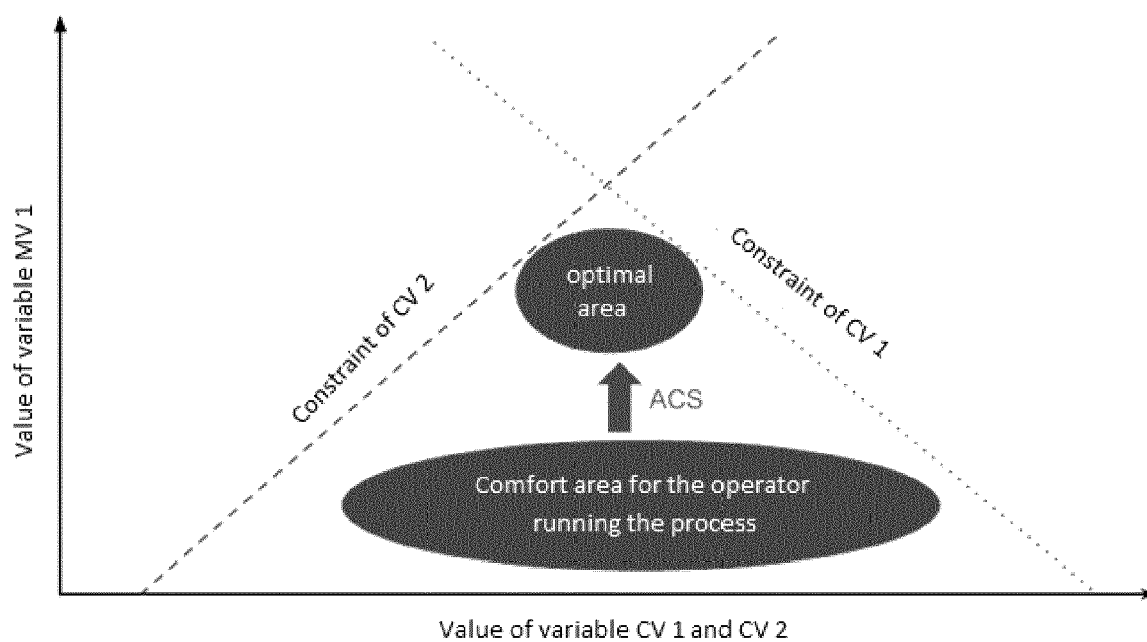 Value of variable MV 1
Constraint of CV 2
Constraint of CV 1
optimal
area
ACS
Comfort area for the operator
running the process
Value of variable CV 1 and CV 2